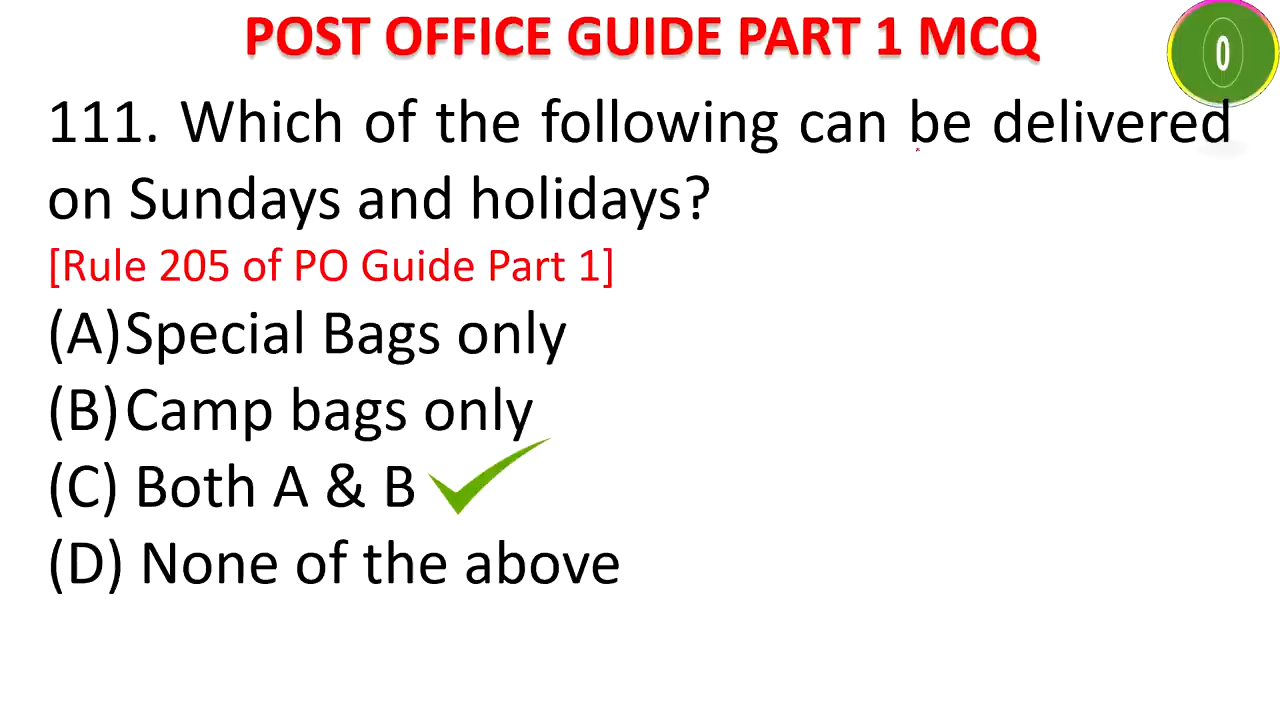 POST OFFICE GUIDE PART 1 MCQ
0
111. Which of the following can be delivered
on Sundays and holidays?
[Rule 205 of PO Guide Part 1]
(A) Special Bags only
(B) Camp bags only
(C) Both A & B
(D) None of the above